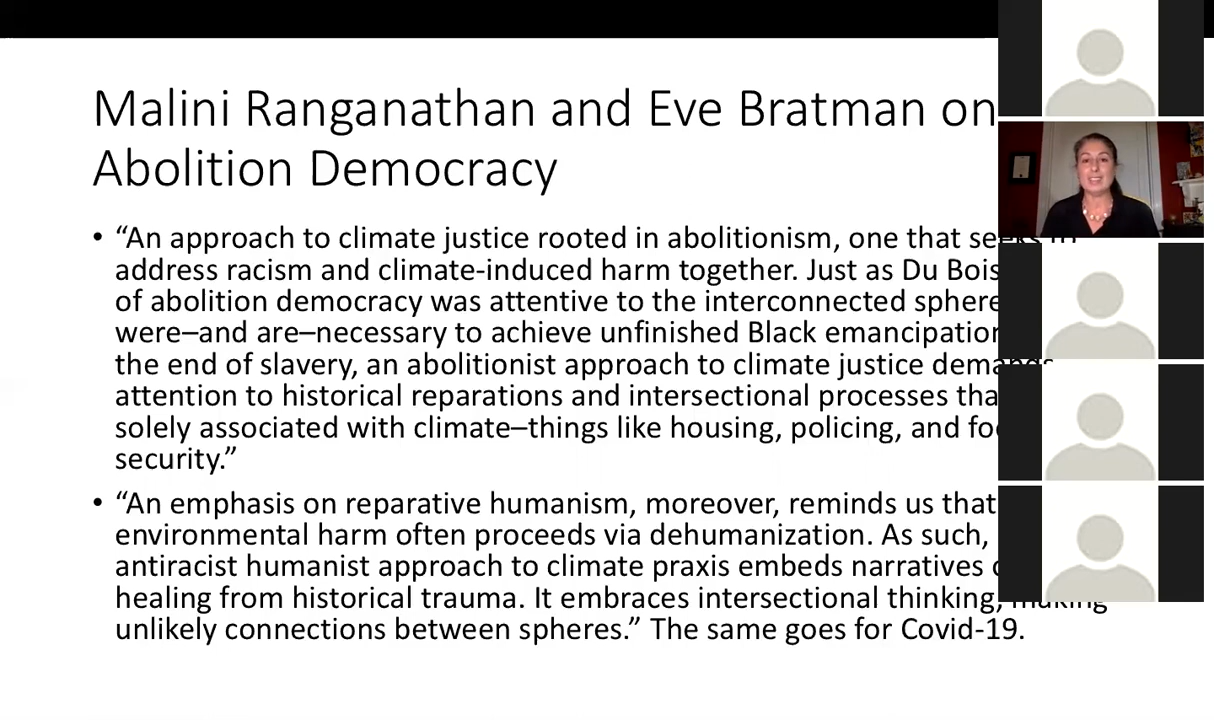 Malini Ranganathan and Eve Bratman on
Abolition Democracy
• “An approach to climate justice rooted in abolitionism, one that seeks to
address racism and climate-induced harm together. Just as Du Bois
of abolition democracy was attentive to the interconnected
were–and are–necessary to achieve unfinished Black
the end of slavery, an abolitionist approach to climate justice demands
attention to historical reparations and intersectional processes
solely associated with climate–things like housing, policing, and
security.”
• “An emphasis on reparative humanism, moreover, reminds us that
environmental harm often proceeds via dehumanization. As such,
antiracist humanist approach to climate praxis embeds narratives
healing from historical trauma. It embraces intersectional thinking, making
unlikely connections between spheres.” The same goes for Covid-19.